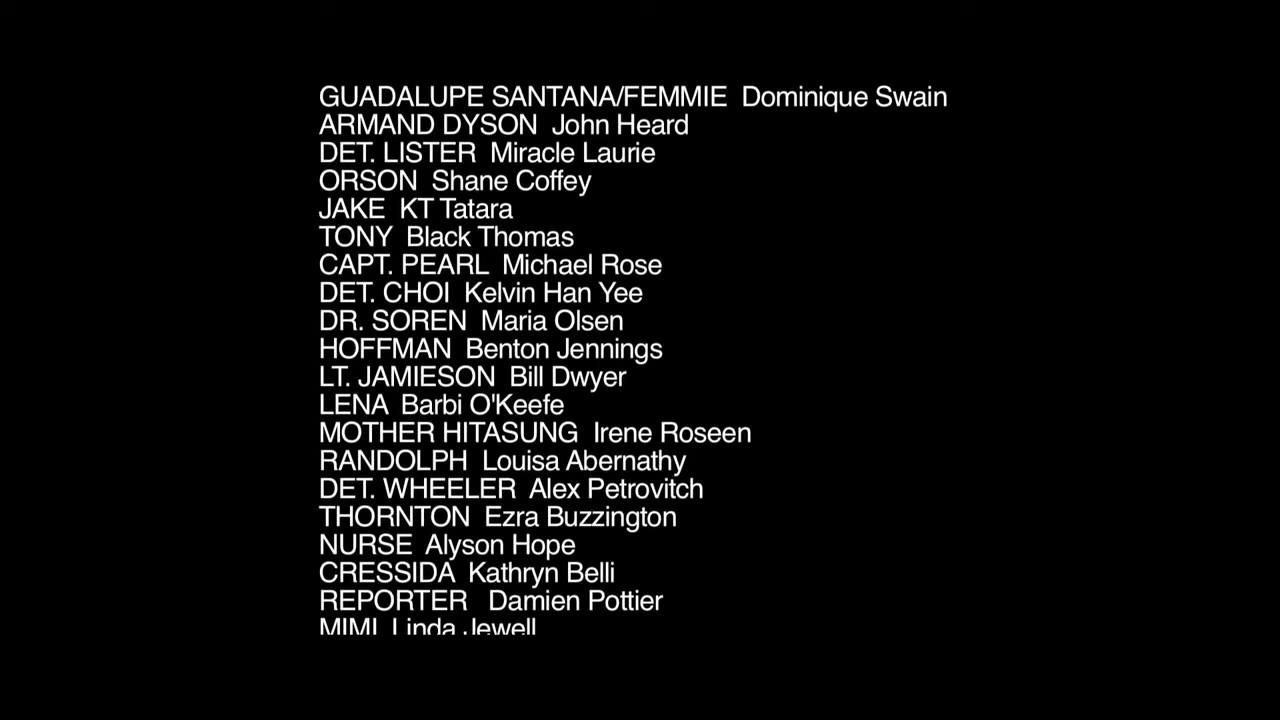 GUADALUPE SANTANA/FEMMIE Dominique Swain
ARMAND DYSON John Heard
DET. LISTER Miracle Laurie
ORSON Shane Coffey
JAKE KT Tatara
TONY Black Thomas
CAPT. PEARL Michael Rose
DET. CHOI Kelvin Han Yee
DR. SOREN Maria Olsen
HOFFMAN Benton Jennings
LT. JAMIESON Bill Dwyer
LENA Barbi O'Keefe
MOTHER HITASUNG Irene Roseen
RANDOLPH Louisa Abernathy
DET. WHEELER Alex Petrovitch
THORNTON Ezra Buzzington
NURSE Alyson Hope
CRESSIDA Kathryn Belli
REPORTER Damien Pottier
MIMI Linda Jewell